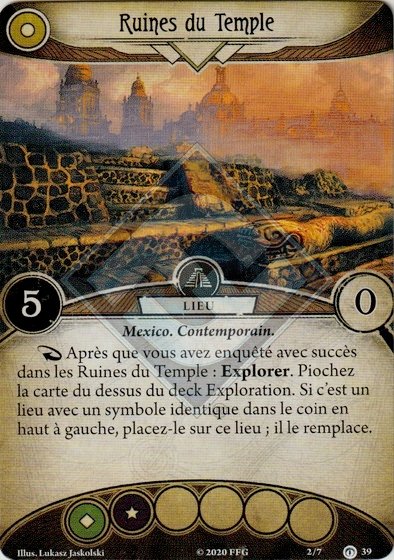 Ruines du Temple
5
LIEU
0
Mexico. Contemporain.
Après que vous avez enquêté avec succès
dans les Ruines du Temple : Explorer. Piochez
la carte du dessus du deck Exploration. Si c'est un
lieu avec un symbole identique dans le coin en
haut à gauche, placez-le sur ce lieu ; il le remplace.
Illus. Lukasz Jaskolski
© 2020 FFG
2/7
39